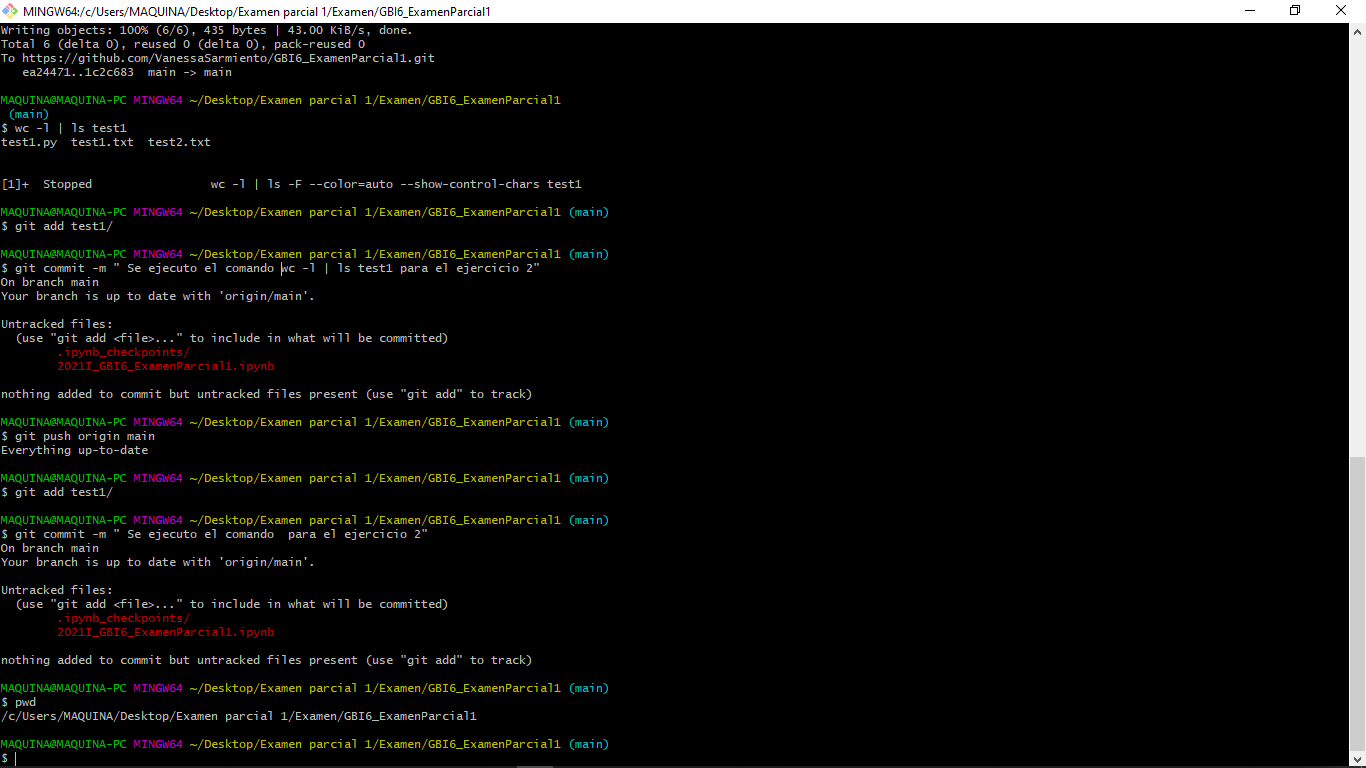 MINGW64:/c/Users/MAQUINA/Desktop/Examen parcial 1/Examen/GBI6_ExamenParcial1
Writing objects: 100% (6/6), 435 bytes | 43.00 KiB/s, done.
Total 6 (delta 0), reused 0 (delta 0), pack-reused 0
To https://github.com/VanessaSarmiento/GBI6_ExamenParcial1.git
   ea24471..1c2c683  main -> main
MAQUINA@MAQUINA-PC MINGW64 ~/Desktop/Examen parcial 1/Examen/GBI6_ExamenParcial1
 (main)
$ wc -l | ls test1
test1.py  test1.txt  test2.txt
[1]+  Stopped                 wc -l | ls -F --color=auto --show-control-chars test1
MAQUINA@MAQUINA-PC MINGW64 ~/Desktop/Examen parcial 1/Examen/GBI6_ExamenParcial1 (main)
$ git add test1/
MAQUINA@MAQUINA-PC MINGW64 ~/Desktop/Examen parcial 1/Examen/GBI6_ExamenParcial1 (main)
$ git commit -m " Se ejecuto el comando wc -l | ls test1 para el ejercicio 2"
On branch main
Your branch is up to date with 'origin/main'.
Untracked files:
  (use "git add <file>..." to include in what will be committed)
        .ipynb_checkpoints/
        2021I_GBI6_ExamenParcial1.ipynb
nothing added to commit but untracked files present (use "git add" to track)
MAQUINA@MAQUINA-PC MINGW64 ~/Desktop/Examen parcial 1/Examen/GBI6_ExamenParcial1 (main)
$ git push origin main
Everything up-to-date
MAQUINA@MAQUINA-PC MINGW64 ~/Desktop/Examen parcial 1/Examen/GBI6_ExamenParcial1 (main)
$ git add test1/
MAQUINA@MAQUINA-PC MINGW64 ~/Desktop/Examen parcial 1/Examen/GBI6_ExamenParcial1 (main)
$ git commit -m " Se ejecuto el comando  para el ejercicio 2"
On branch main
Your branch is up to date with 'origin/main'.
Untracked files:
  (use "git add <file>..." to include in what will be committed)
        .ipynb_checkpoints/
        2021I_GBI6_ExamenParcial1.ipynb
nothing added to commit but untracked files present (use "git add" to track)
MAQUINA@MAQUINA-PC MINGW64 ~/Desktop/Examen parcial 1/Examen/GBI6_ExamenParcial1 (main)
$ pwd
/c/Users/MAQUINA/Desktop/Examen parcial 1/Examen/GBI6_ExamenParcial1
MAQUINA@MAQUINA-PC MINGW64 ~/Desktop/Examen parcial 1/Examen/GBI6_ExamenParcial1 (main)
$